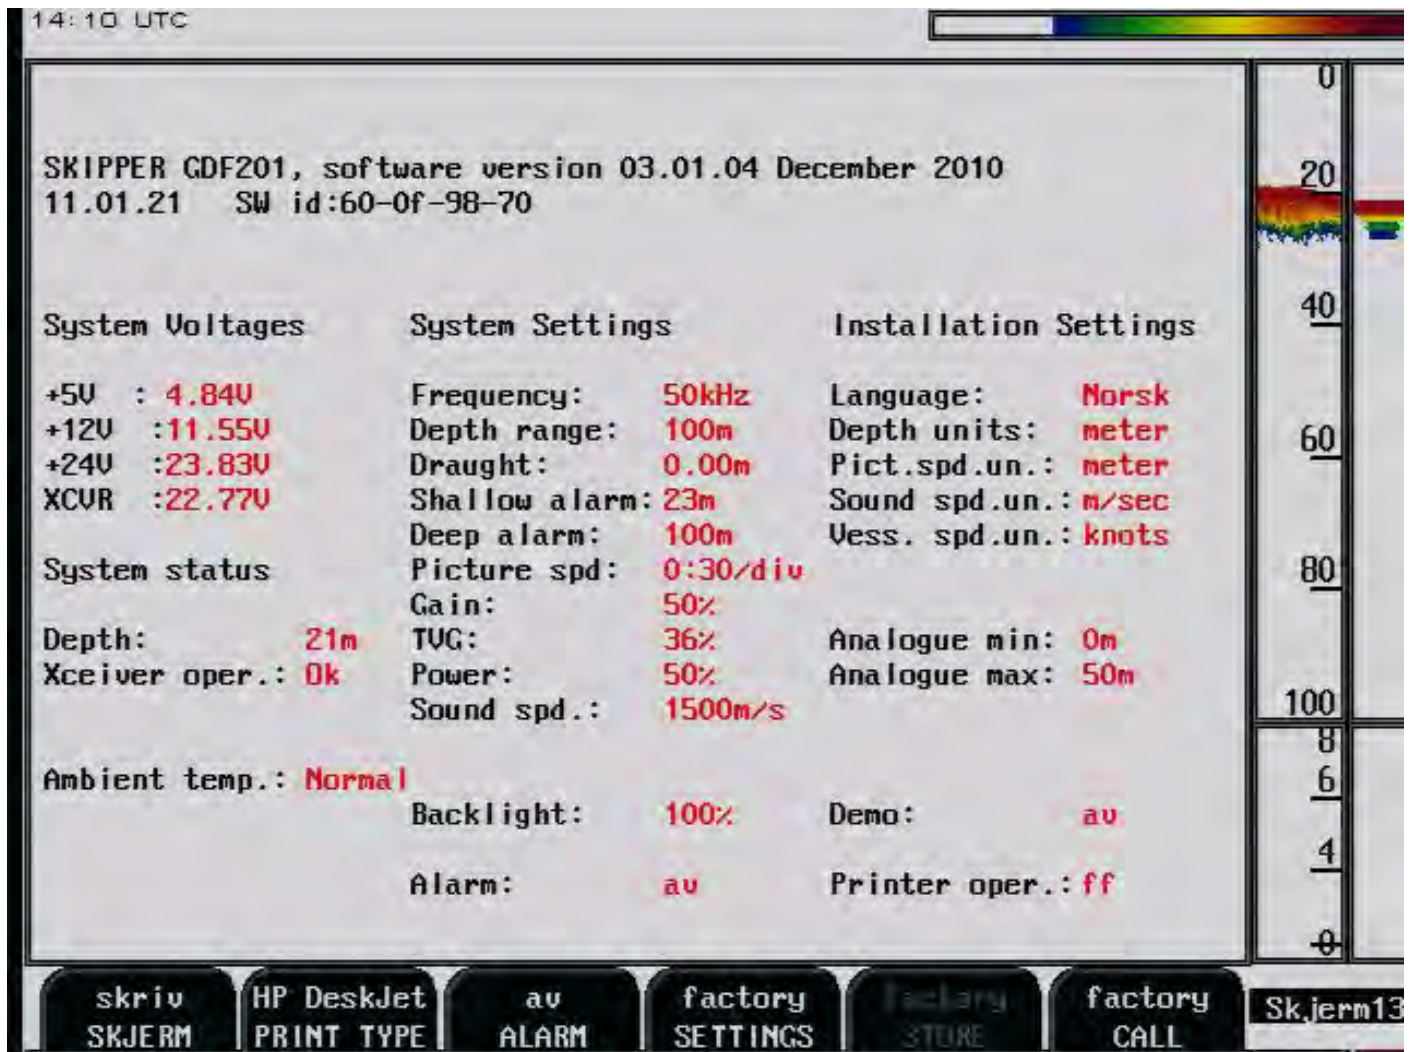 14:10 UTC
SKIPPER GDF201, software version 03.01.04 December 2010
11.01.21 SW id:60-0f-98-70
System Voltages
+5V : 4.84V
+12V :11.55V
+24V :23.83V
XCVR :22.77V
System status
Depth: 21m
Xceiver oper.: Ok
Ambient temp.: Normal
System Settings
Frequency: 50kHz
Depth range: 100m
Draught: 0.00m
Shallow alarm: 23m
Deep alarm: 100m
Picture spd: 0:30/div
Gain: 50%
TVG: 36%
Power: 50%
Sound spd.: 1500m/s
Backlight: 100%
Alarm: av
Installation Settings
Language: Norsk
Depth units: meter
Pict.spd.un.: meter
Sound spd.un.: m/sec
Vess. spd.un.: knots
Analogue min: 0m
Analogue max: 50m
Demo: av
Printer oper.: ff
0
20
40
60
80
100
8
6
4
0
skriv
SKJERM
HP DeskJet
PRINT TYPE
av
ALARM
factory
SETTINGS
factory
STORE
factory
CALL
Skjerm13